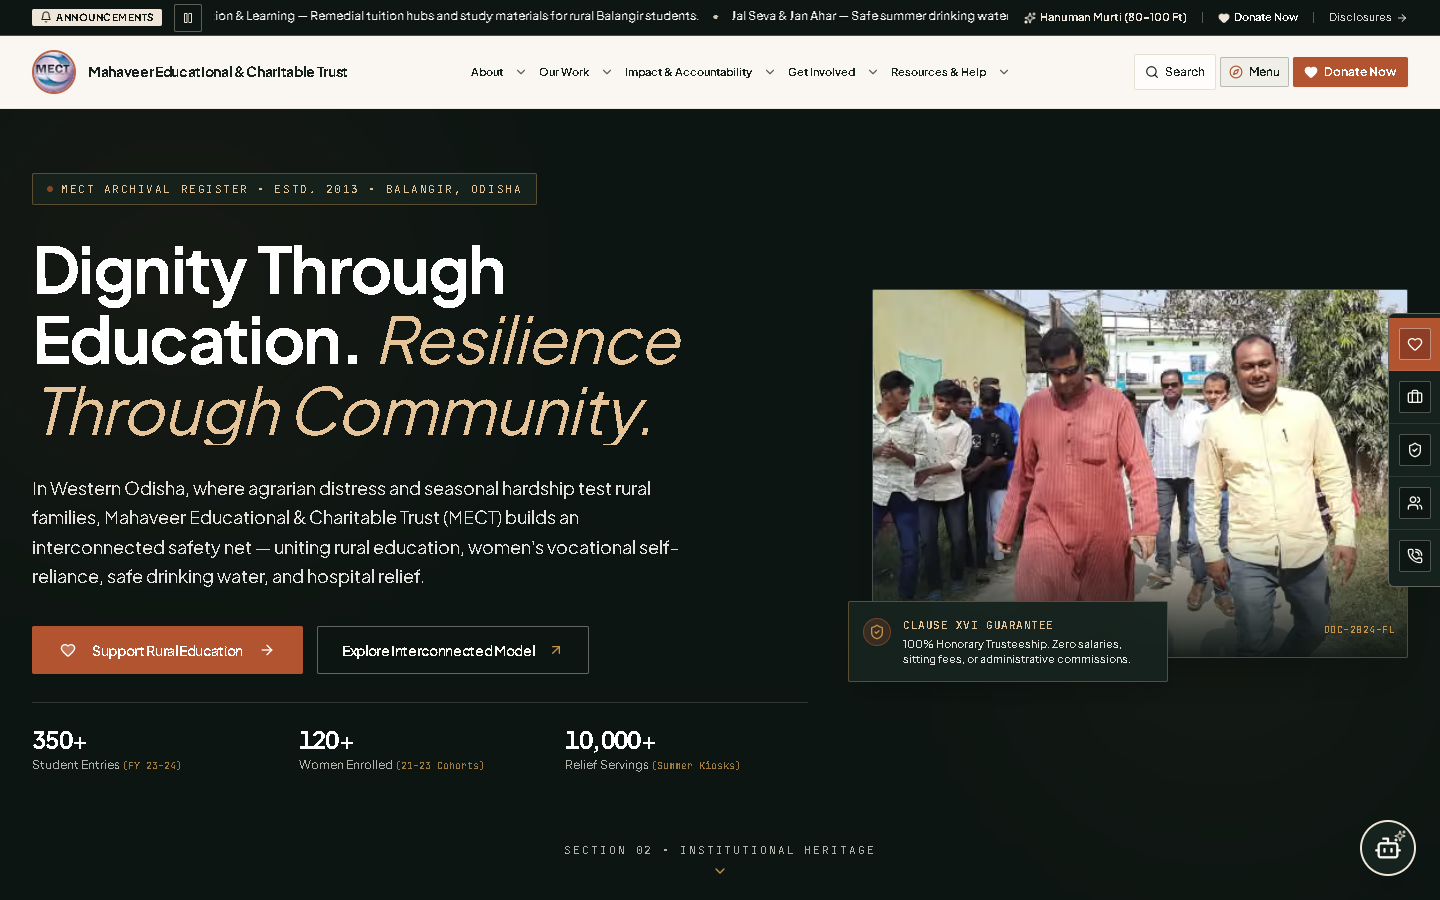 ANNOUNCEMENTS
ion & Learning — Remedial tuition hubs and study materials for rural Balangir students. • Jal Seva & Jan Ahar — Safe summer drinking water
Hanuman Murti (80–100 Ft)
Donate Now
Disclosures →
MECT
Mahaveer Educational & Charitable Trust
About
Our Work
Impact & Accountability
Get Involved
Resources & Help
Search
Menu
Donate Now
MECT ARCHIVAL REGISTER · ESTD. 2013 · BALANGIR, ODISHA
Dignity Through
Education. Resilience
Through Community.
In Western Odisha, where agrarian distress and seasonal hardship test rural
families, Mahaveer Educational & Charitable Trust (MECT) builds an
interconnected safety net — uniting rural education, women's vocational self-
reliance, safe drinking water, and hospital relief.
Support Rural Education →
Explore Interconnected Model
CLAUSE XVI GUARANTEE
100% Honorary Trusteeship. Zero salaries,
sitting fees, or administrative commissions.
DOC-2024-FL
350+
Student Entries (FY 23-24)
120+
Women Enrolled (21-23 Cohorts)
10,000+
Relief Servings (Summer Kiosks)
SECTION 02 · INSTITUTIONAL HERITAGE